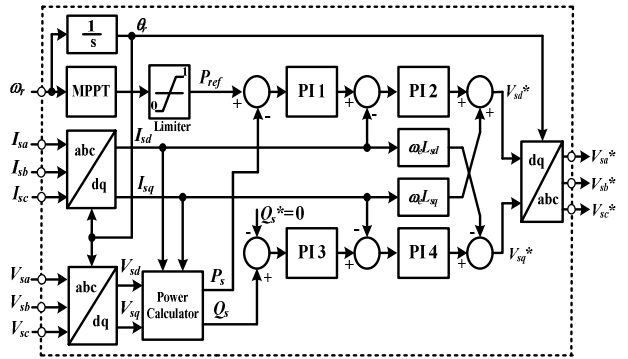 1
s
θr
ωr
MPPT
1
0
Limiter
Pref
+
-
PI 1
+
-
PI 2
+
+
Vsd*
Isa
Isb
Isc
abc
dq
Isd
Isq
ωeLsd
ωeLsq
dq
abc
Vsa*
Vsb*
Vsc*
Qs*=0
-
+
PI 3
-
+
PI 4
-
+
Vsq*
Vsa
Vsb
Vsc
abc
dq
Vsd
Vsq
Power
Calculator
Ps
Qs